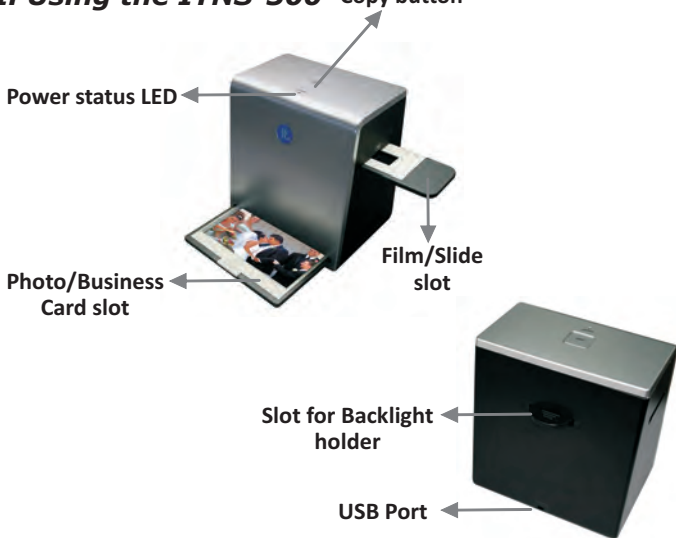 Using the ITNS-500
Copy button
Power status LED
Film/Slide
slot
Photo/Business
Card slot
Slot for Backlight
holder
USB Port